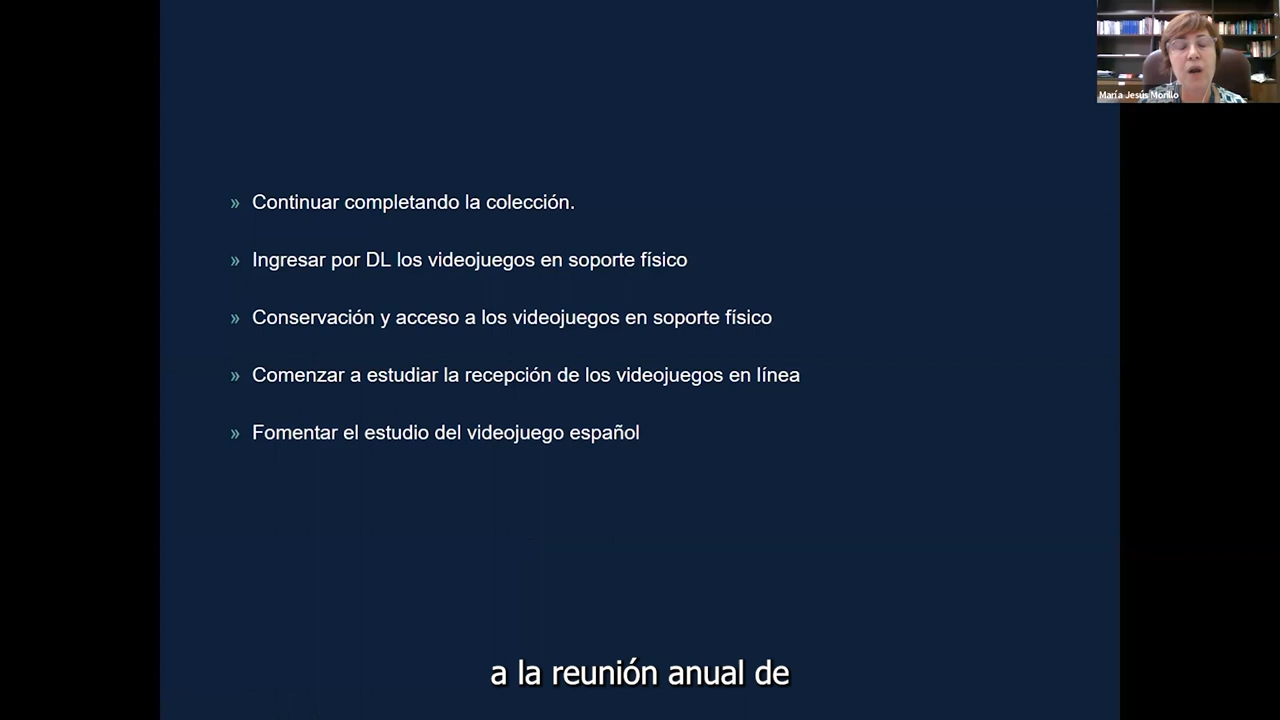 María Jesús Morillo
» Continuar completando la colección.
» Ingresar por DL los videojuegos en soporte físico
» Conservación y acceso a los videojuegos en soporte físico
» Comenzar a estudiar la recepción de los videojuegos en línea
» Fomentar el estudio del videojuego español
a la reunión anual de